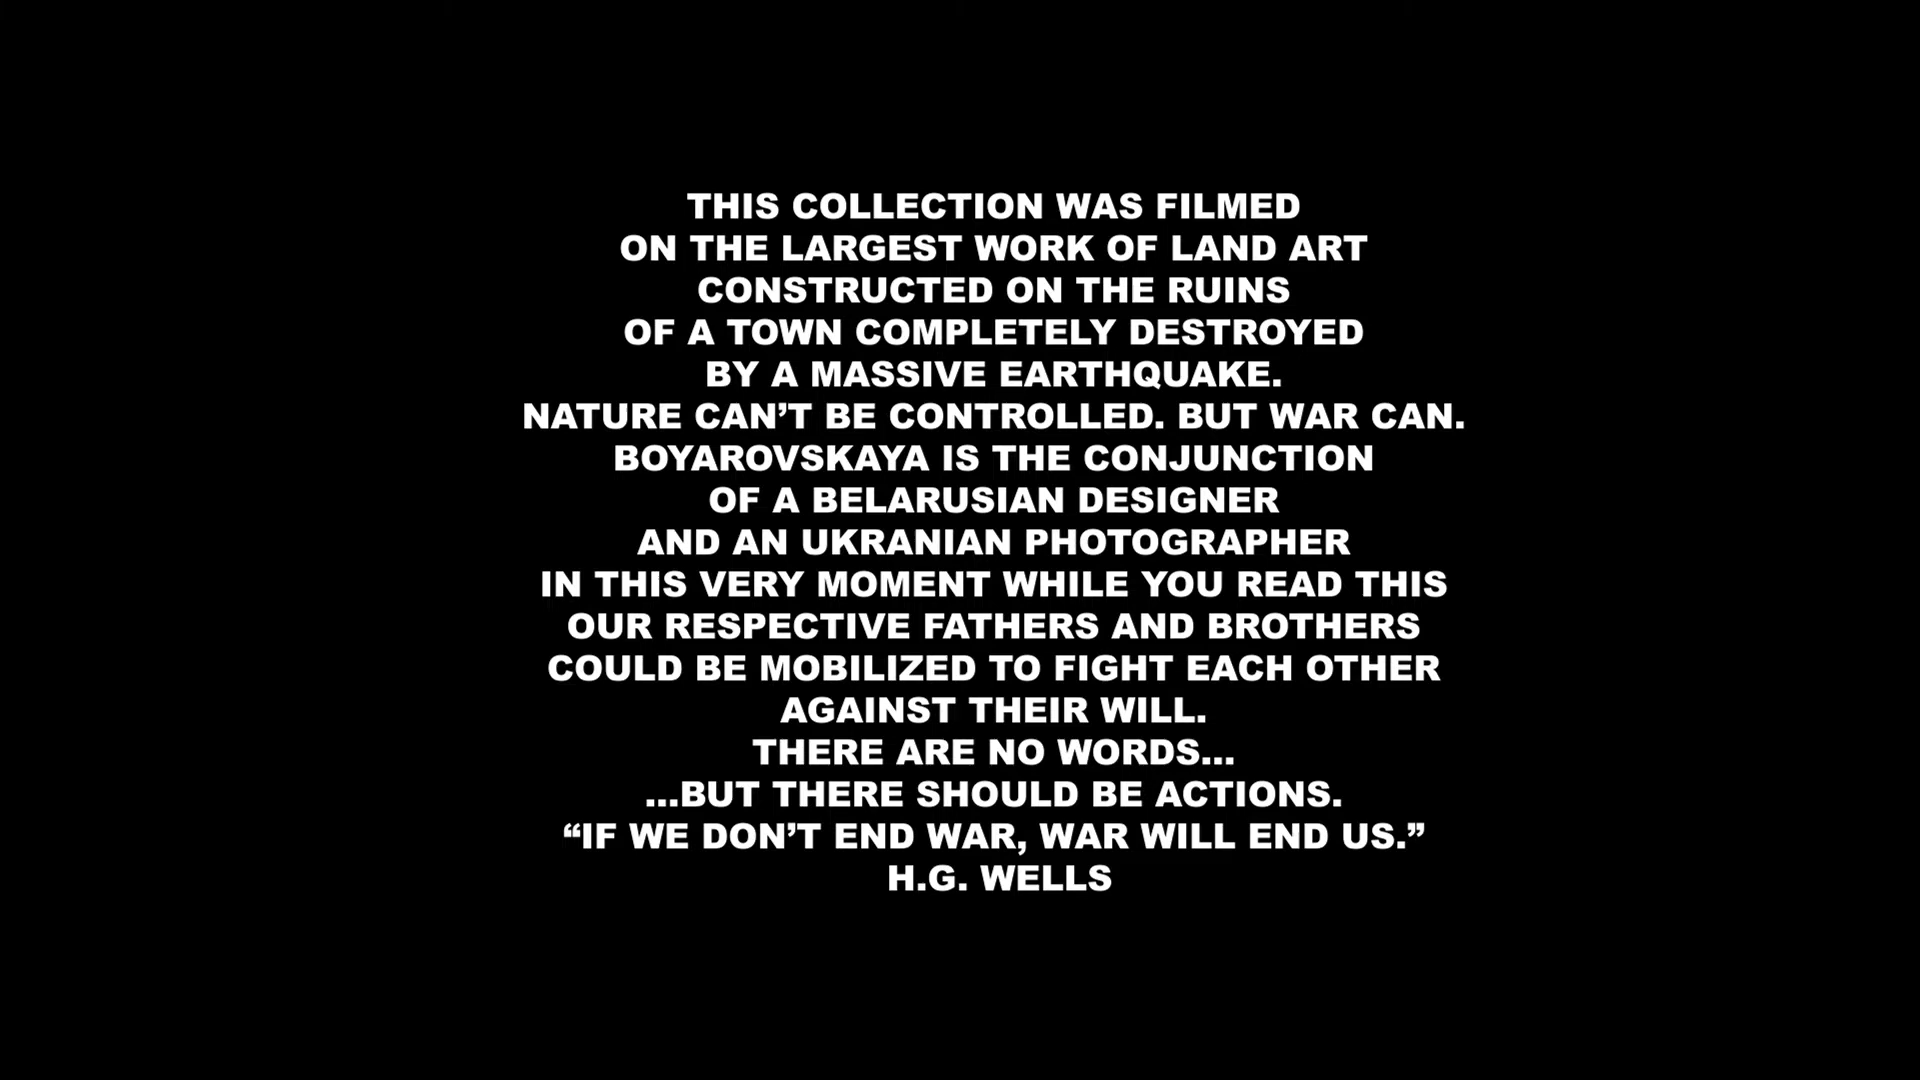 THIS COLLECTION WAS FILMED
ON THE LARGEST WORK OF LAND ART
CONSTRUCTED ON THE RUINS
OF A TOWN COMPLETELY DESTROYED
BY A MASSIVE EARTHQUAKE.
NATURE CAN’T BE CONTROLLED. BUT WAR CAN.
BOYAROVSKAYA IS THE CONJUNCTION
OF A BELARUSIAN DESIGNER
AND AN UKRANIAN PHOTOGRAPHER
IN THIS VERY MOMENT WHILE YOU READ THIS
OUR RESPECTIVE FATHERS AND BROTHERS
COULD BE MOBILIZED TO FIGHT EACH OTHER
AGAINST THEIR WILL.
THERE ARE NO WORDS...
...BUT THERE SHOULD BE ACTIONS.
“IF WE DON’T END WAR, WAR WILL END US.”
H.G. WELLS